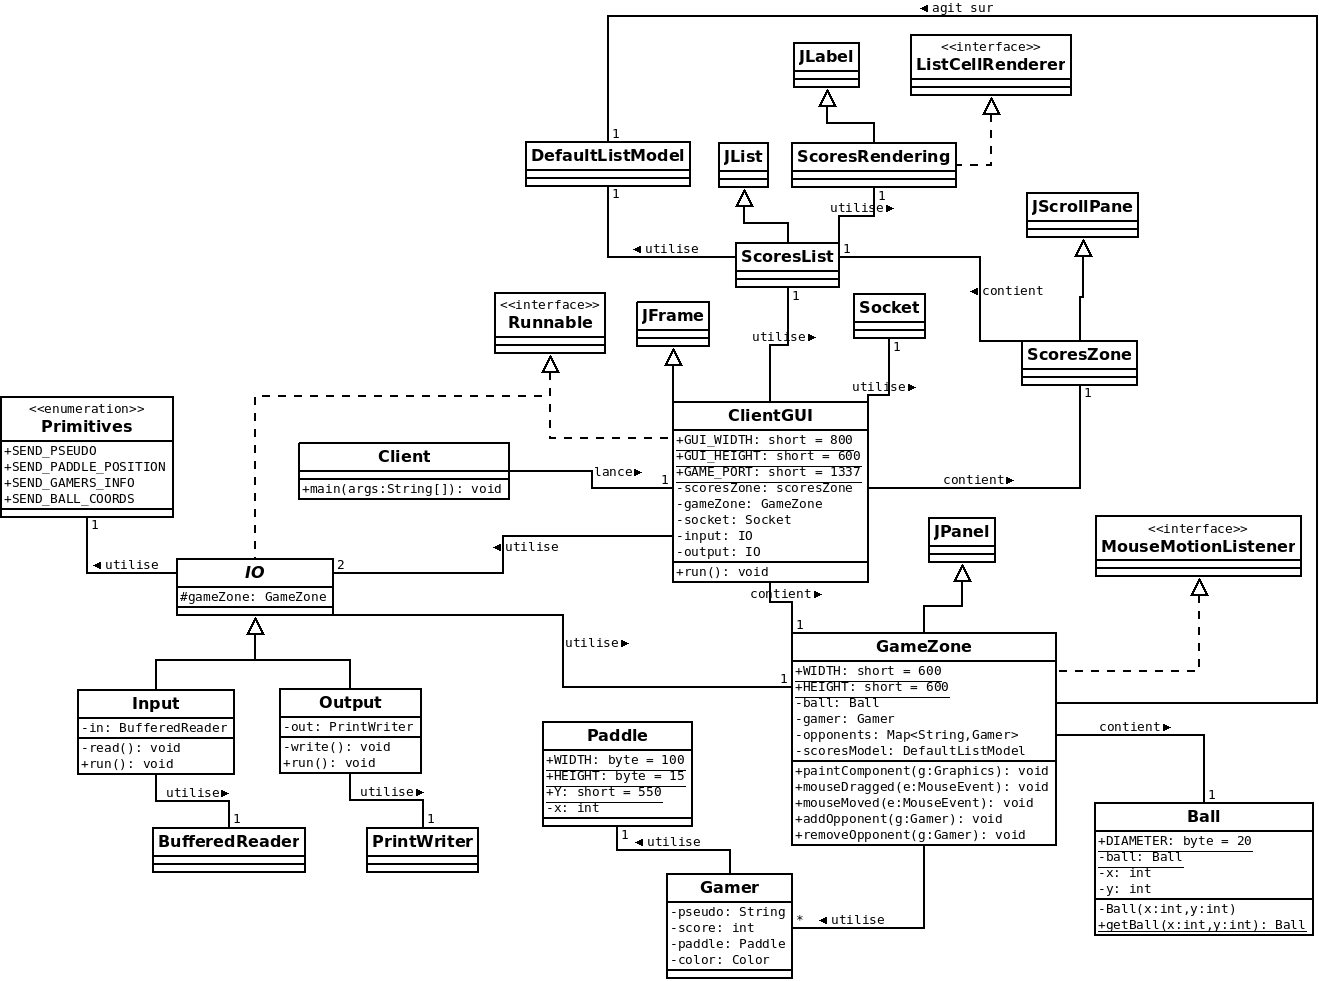 ◄ agit sur
JLabel
<<interface>>
ListCellRenderer
1
DefaultListModel
1
JList
ScoresRendering
1
utilise►
JScrollPane
◄ utilise
ScoresList
1
1
◄contient
<<interface>>
Runnable
JFrame
utilise►
Socket
1
ScoresZone
1
utilise►
<<enumeration>>
Primitives
+SEND_PSEUDO
+SEND_PADDLE_POSITION
+SEND_GAMERS_INFO
+SEND_BALL_COORDS
1
Client
+main(args:String[]): void
lance►
1
ClientGUI
+GUI_WIDTH: short = 800
+GUI_HEIGHT: short = 600
+GAME_PORT: short = 1337
-scoresZone: scoresZone
-gameZone: GameZone
-socket: Socket
-input: IO
-output: IO
+run(): void
contient►
JPanel
<<interface>>
MouseMotionListener
◄ utilise
IO
#gameZone: GameZone
2
◄utilise
contient►
1
utilise►
1
GameZone
+WIDTH: short = 600
+HEIGHT: short = 600
-ball: Ball
-gamer: Gamer
-opponents: Map<String,Gamer>
-scoresModel: DefaultListModel
+paintComponent(g:Graphics): void
+mouseDragged(e:MouseEvent): void
+mouseMoved(e:MouseEvent): void
+addOpponent(g:Gamer): void
+removeOpponent(g:Gamer): void
Input
-in: BufferedReader
-read(): void
+run(): void
Output
-out: PrintWriter
-write(): void
+run(): void
utilise►
1
utilise►
1
BufferedReader
PrintWriter
Paddle
+WIDTH: byte = 100
+HEIGHT: byte = 15
+Y: short = 550
-x: int
1
◄utilise
contient►
1
Ball
+DIAMETER: byte = 20
-ball: Ball
-x: int
-y: int
-Ball(x:int,y:int)
+getBall(x:int,y:int): Ball
Gamer
-pseudo: String
-score: int
-paddle: Paddle
-color: Color
*
◄utilise